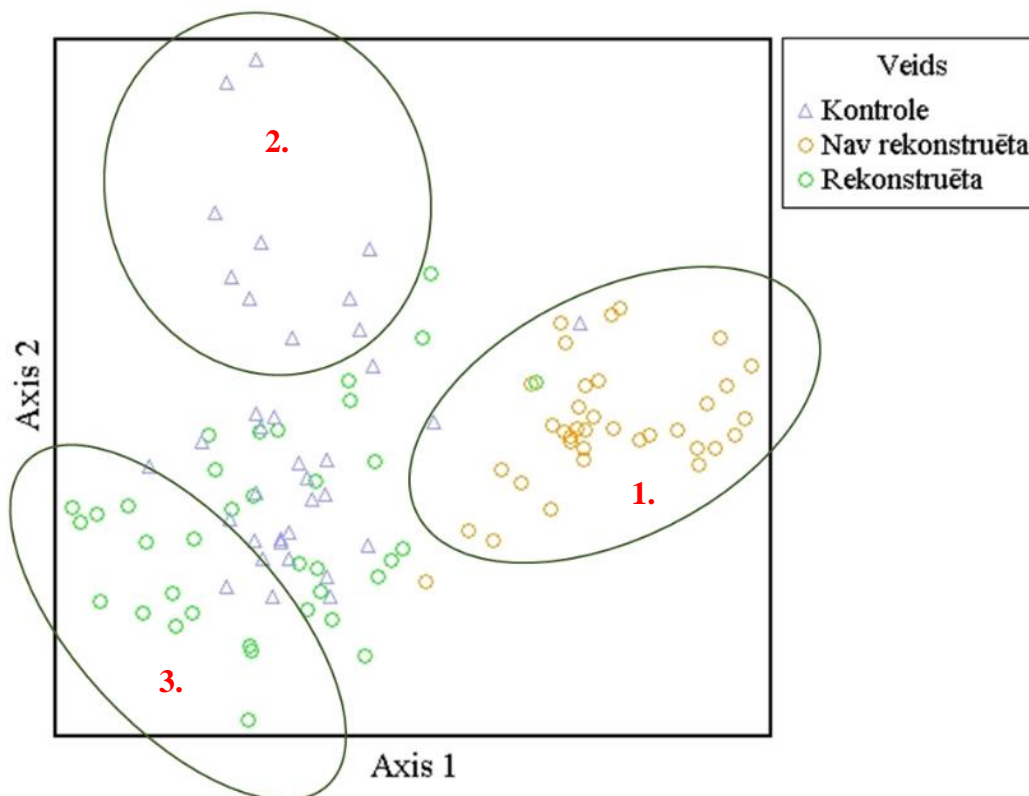 Veids
Kontrole
Nav rekonstruēta
Rekonstruēta
2.
1.
3.
Axis 2
Axis 1